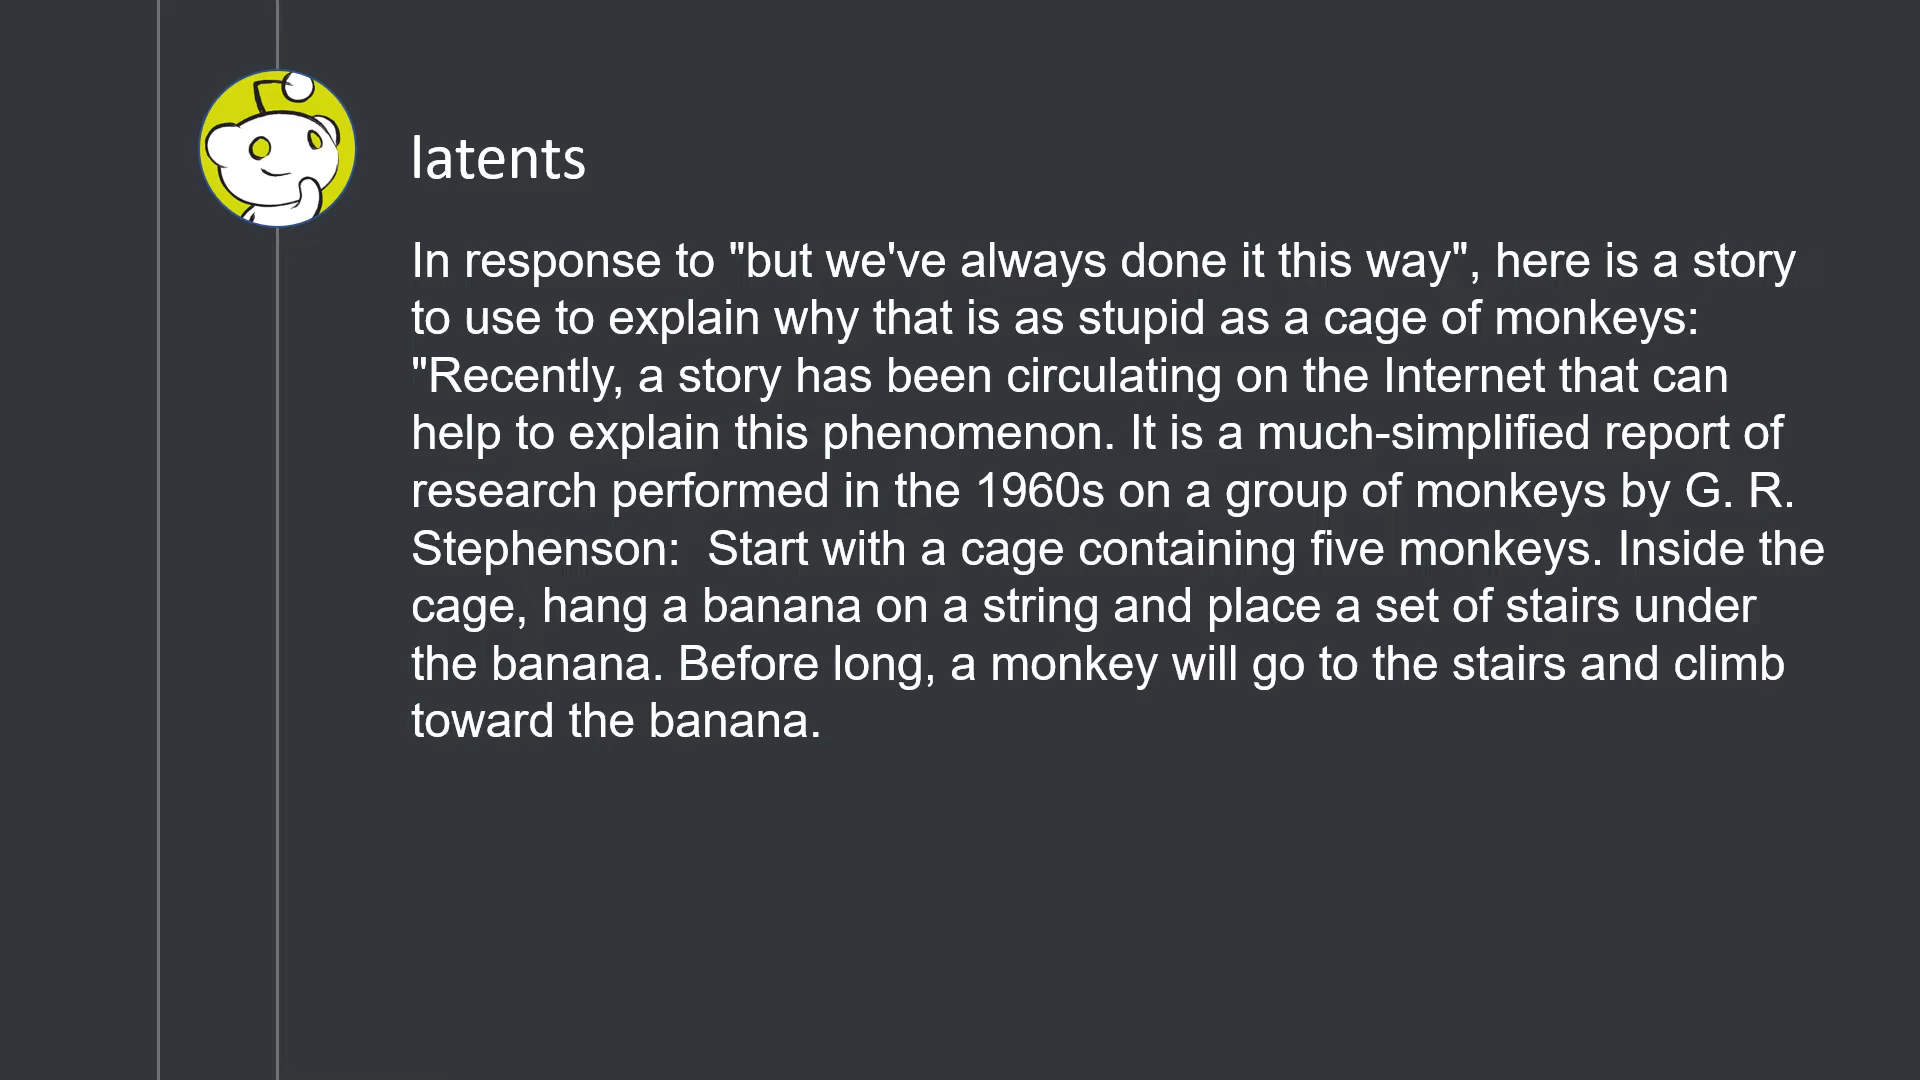 latents
In response to "but we've always done it this way", here is a story
to use to explain why that is as stupid as a cage of monkeys:
"Recently, a story has been circulating on the Internet that can
help to explain this phenomenon. It is a much-simplified report of
research performed in the 1960s on a group of monkeys by G. R.
Stephenson:  Start with a cage containing five monkeys. Inside the
cage, hang a banana on a string and place a set of stairs under
the banana. Before long, a monkey will go to the stairs and climb
toward the banana.